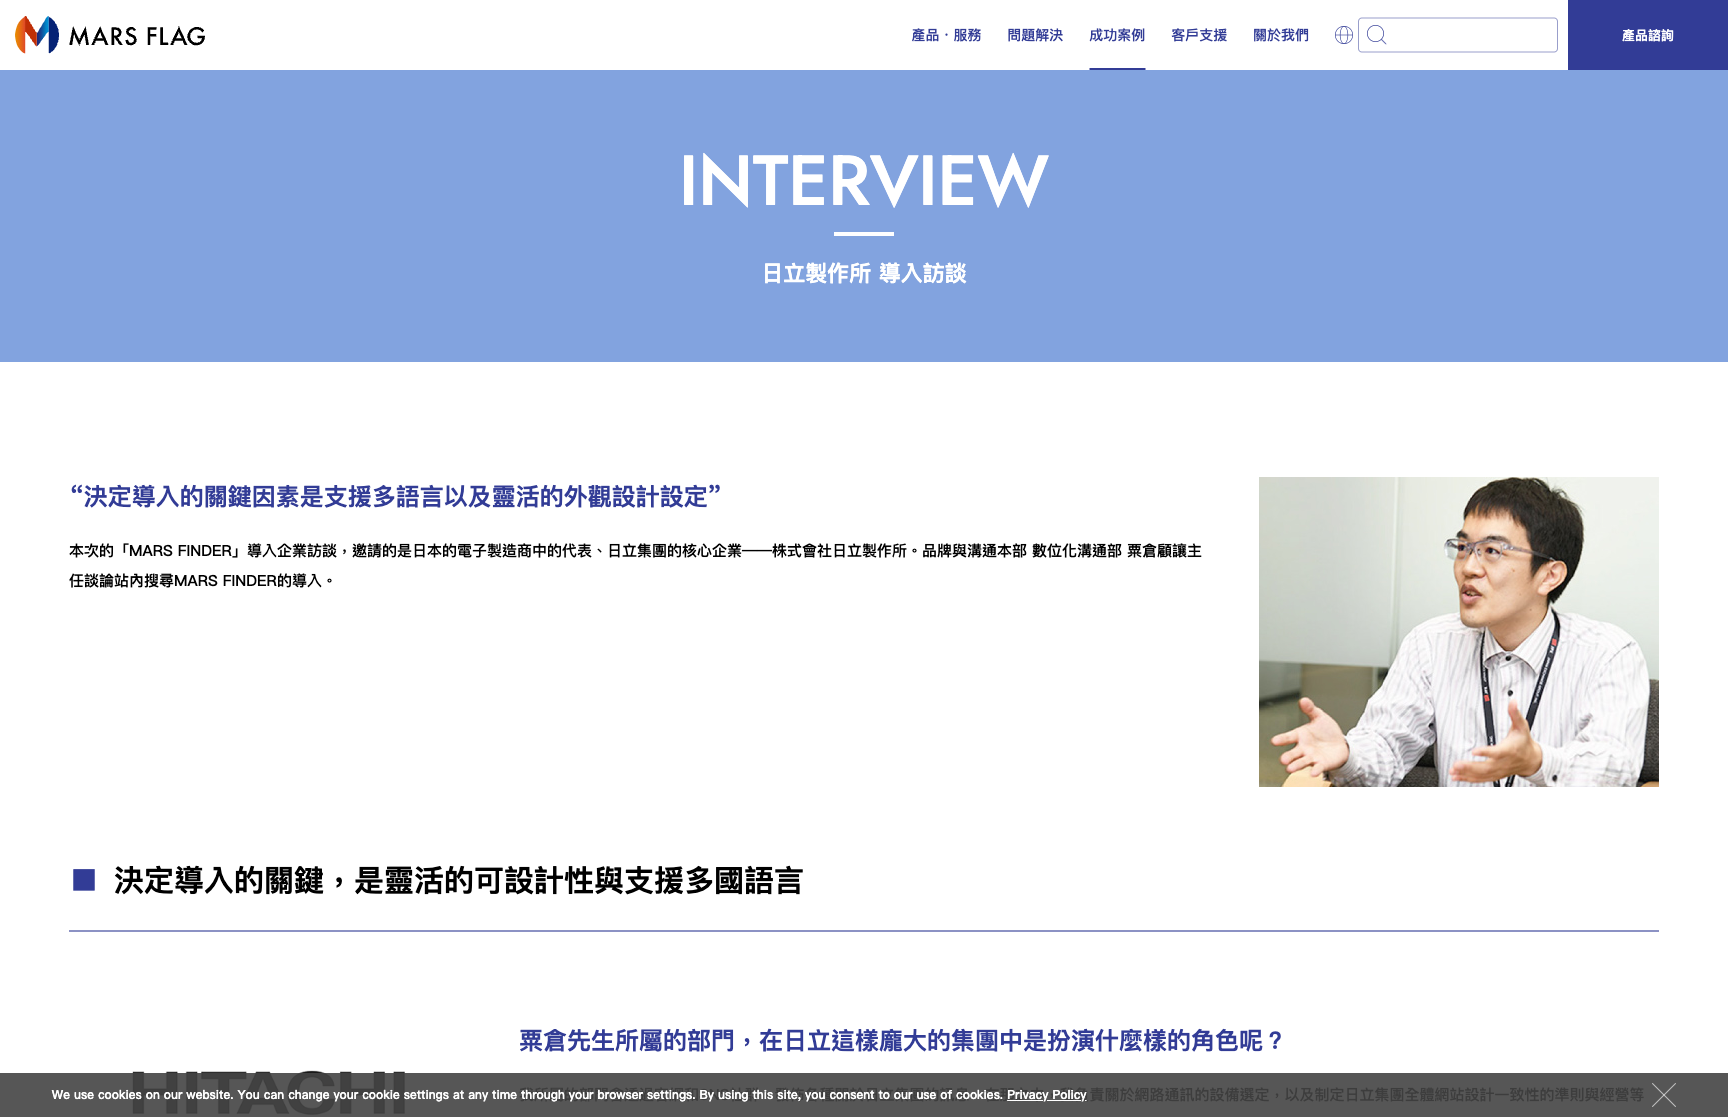 MARS FLAG
產品・服務
問題解決
成功案例
客戶支援
關於我們
產品諮詢
INTERVIEW
日立製作所 導入訪談
“決定導入的關鍵因素是支援多語言以及靈活的外觀設計設定”
本次的「MARS FINDER」導入企業訪談，邀請的是日本的電子製造商中的代表、日立集團的核心企業——株式會社日立製作所。品牌與溝通本部 數位化溝通部 粟倉顧讓主
任談論站內搜尋MARS FINDER的導入。
■ 決定導入的關鍵，是靈活的可設計性與支援多國語言
粟倉先生所屬的部門，在日立這樣龐大的集團中是扮演什麼樣的角色呢？
HITACHI
責關於網路通訊的設備選定，以及制定日立集團全體網站設計一致性的準則與經營等
We use cookies on our website. You can change your cookie settings at any time through your browser settings. By using this site, you consent to our use of cookies. Privacy Policy